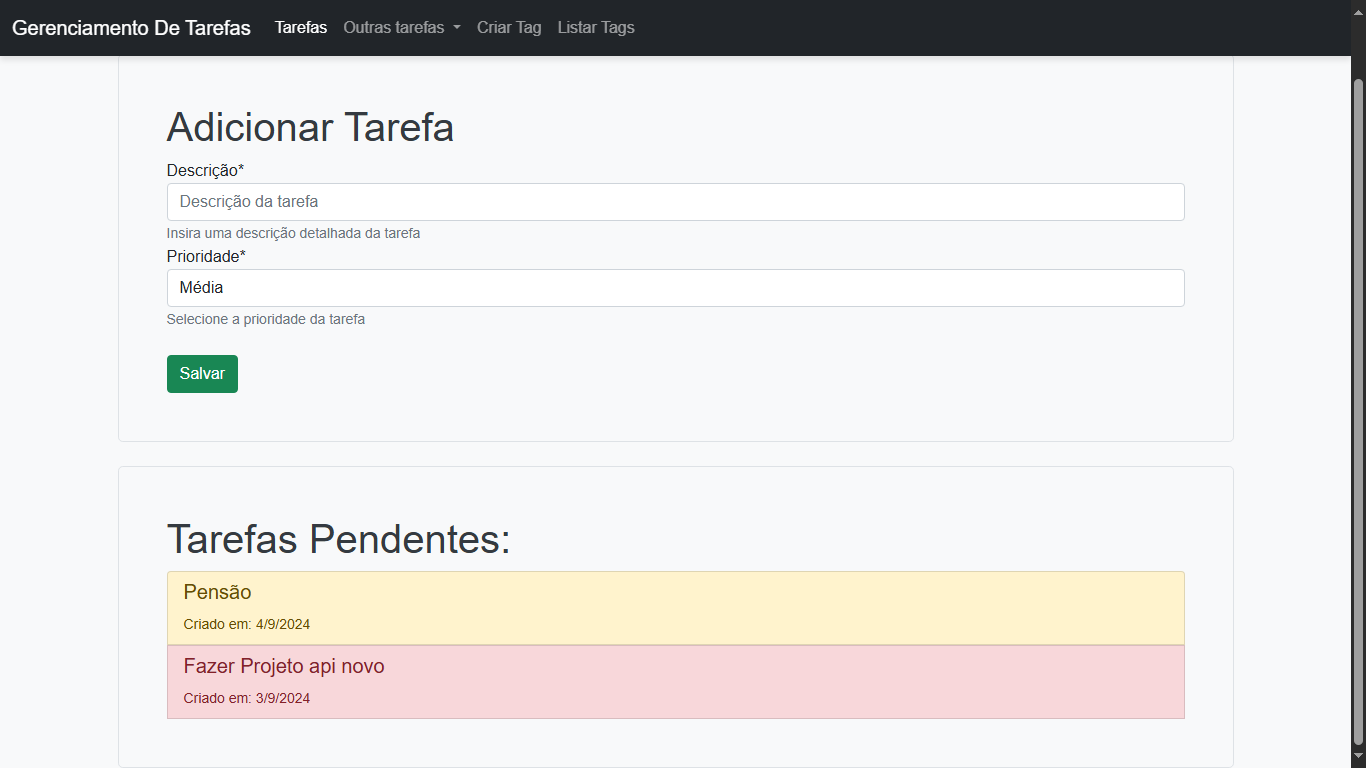 Gerenciamento De Tarefas Tarefas Outras tarefas Criar Tag Listar Tags
Adicionar Tarefa
Descrição*
Descrição da tarefa
Insira uma descrição detalhada da tarefa
Prioridade*
Média
Selecione a prioridade da tarefa
Salvar
Tarefas Pendentes:
Pensão
Criado em: 4/9/2024
Fazer Projeto api novo
Criado em: 3/9/2024